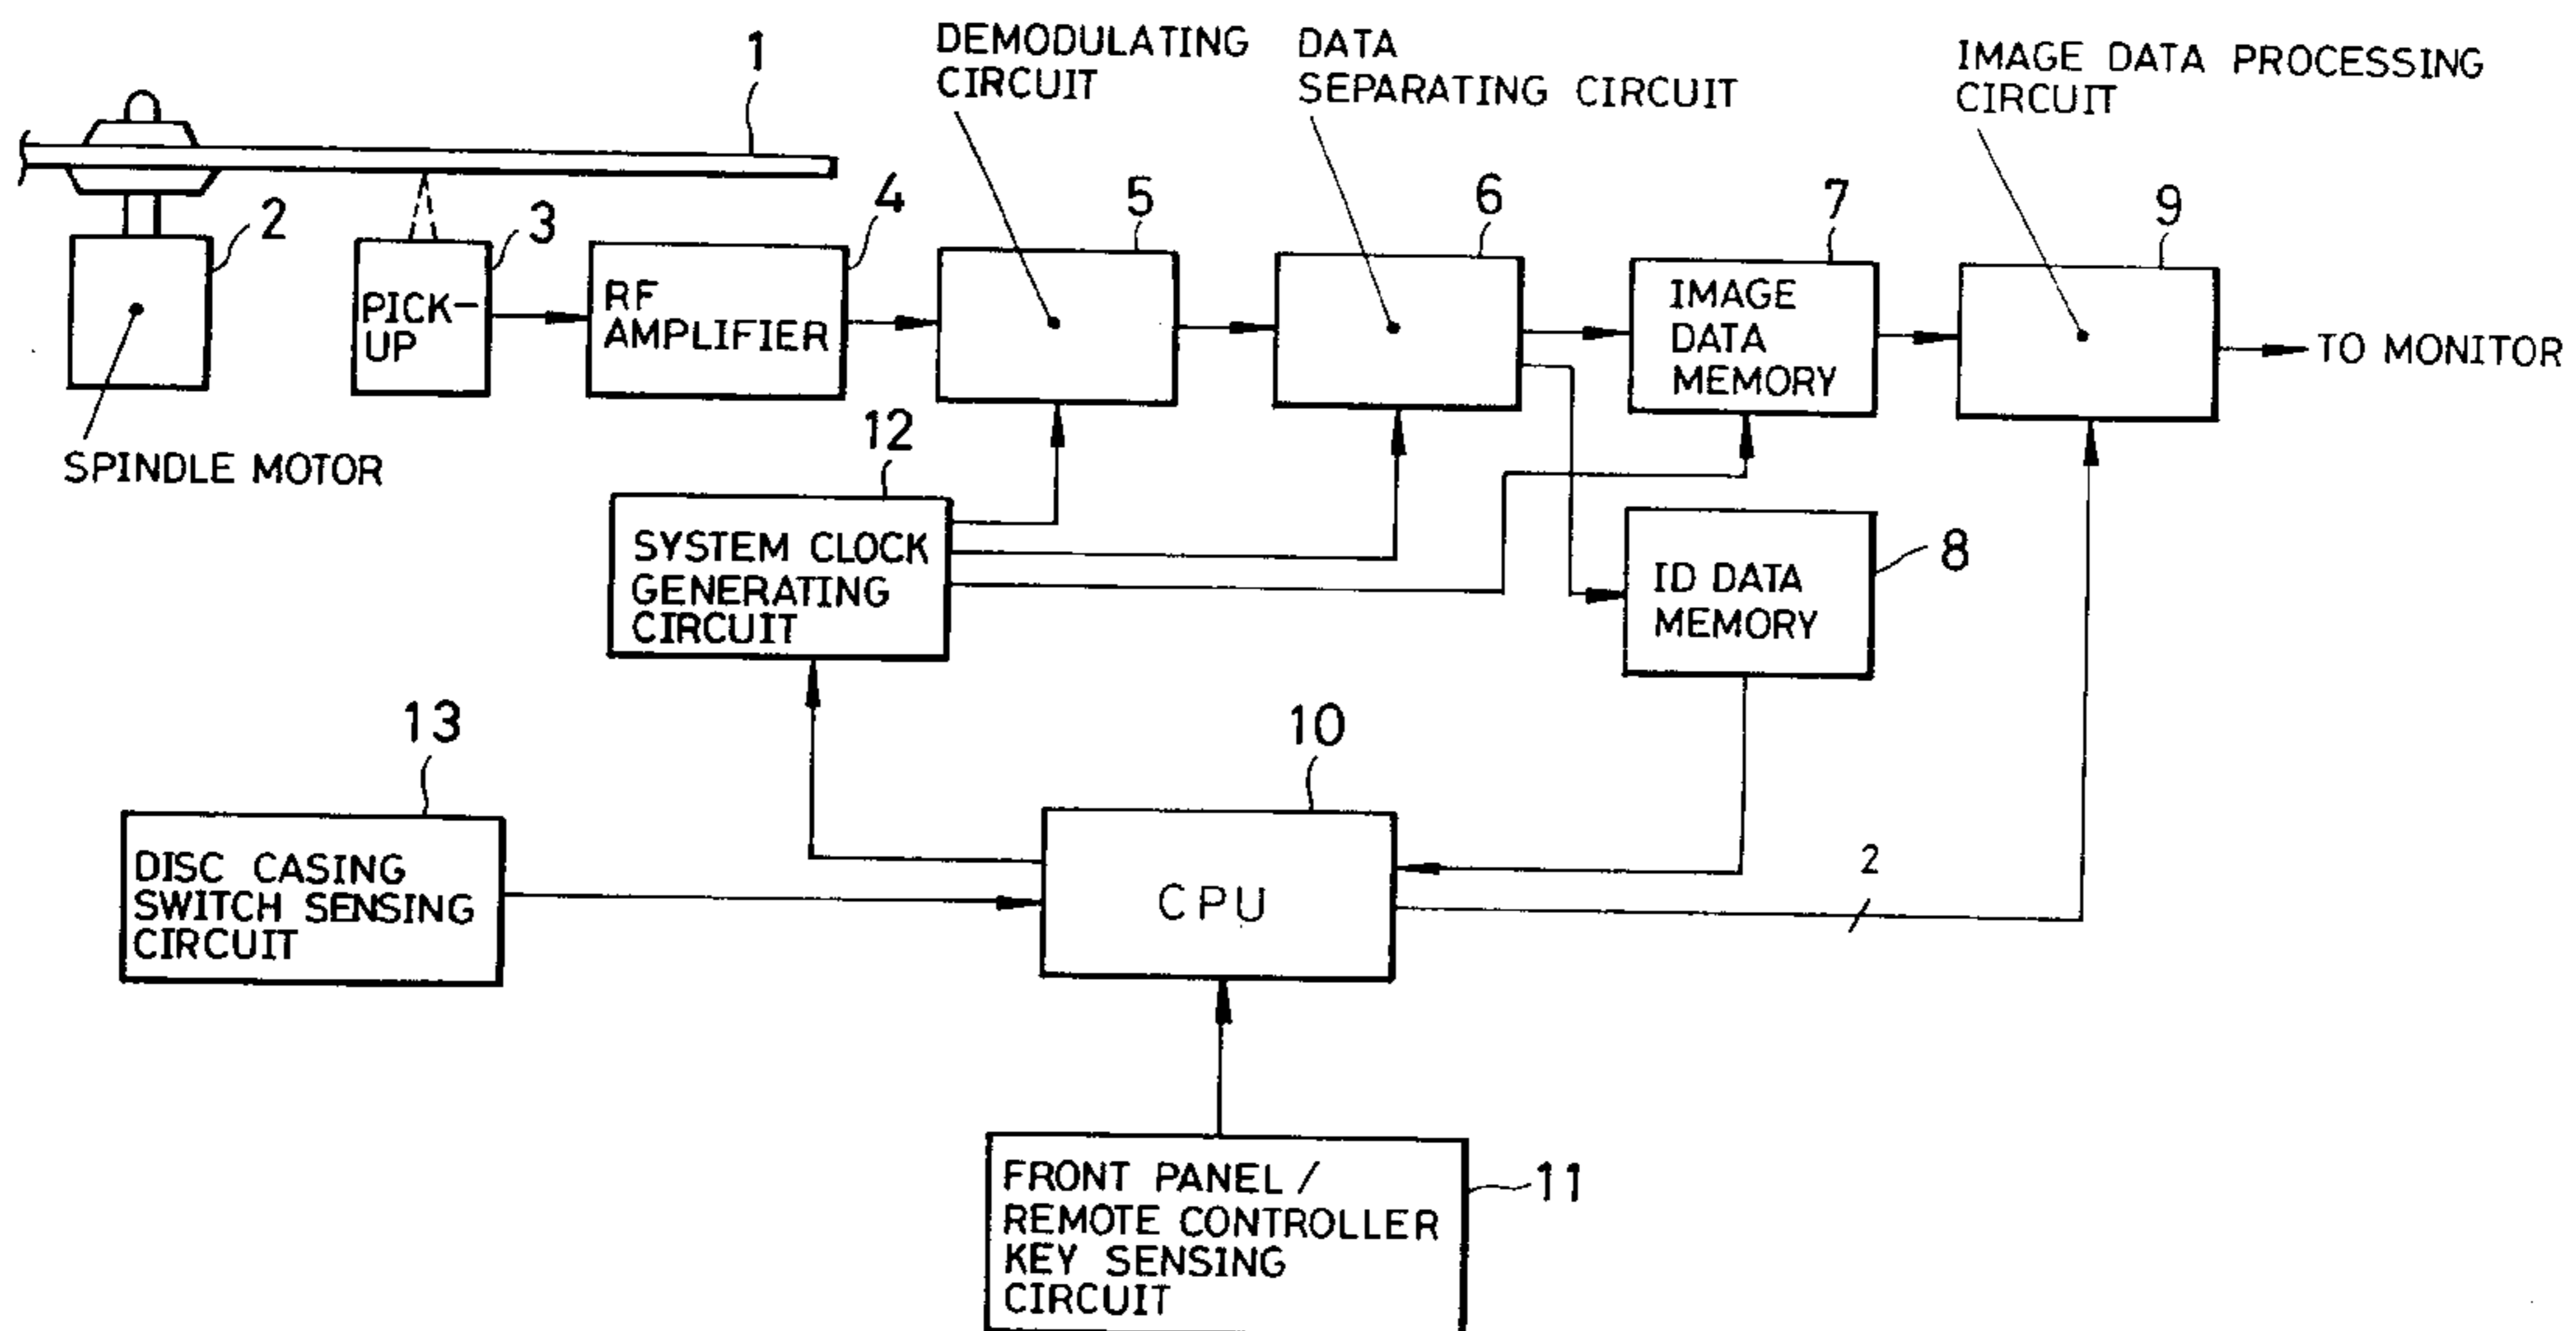 DEMODULATING
CIRCUIT
DATA
SEPARATING CIRCUIT
IMAGE DATA PROCESSING
CIRCUIT
1
2
3
4
5
6
7
9
PICK-
UP
RF
AMPLIFIER
IMAGE
DATA
MEMORY
TO MONITOR
SPINDLE MOTOR
12
SYSTEM CLOCK
GENERATING
CIRCUIT
8
ID DATA
MEMORY
13
DISC CASING
SWITCH SENSING
CIRCUIT
10
CPU
2
11
FRONT PANEL /
REMOTE CONTROLLER
KEY SENSING
CIRCUIT